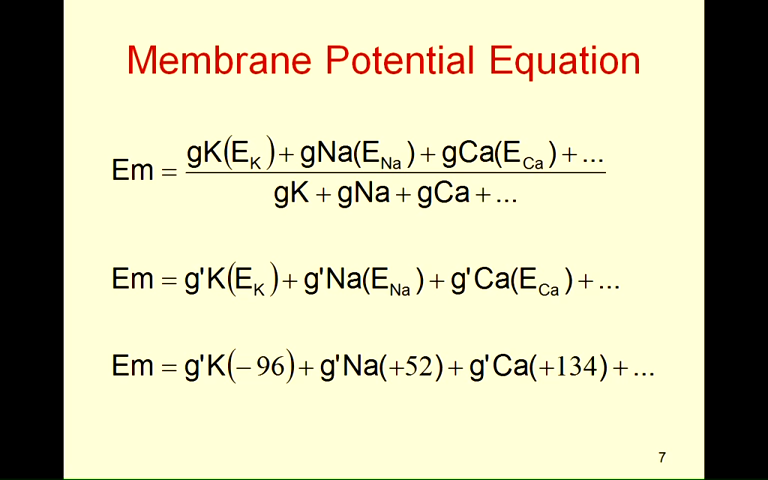 Membrane Potential Equation
Em = gK(E_K) + gNa(E_Na) + gCa(E_Ca) + ...
gK + gNa + gCa + ...
Em = g'K(E_K) + g'Na(E_Na) + g'Ca(E_Ca) + ...
Em = g'K(− 96) + g'Na(+52) + g'Ca(+134) + ...
7